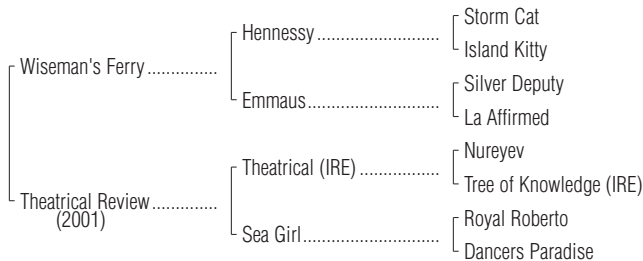 Storm Cat
Hennessy ..............................
Island Kitty
Wiseman's Ferry ...............
Silver Deputy
Emmaus................................
La Affirmed
Nureyev
Theatrical (IRE) ...................
Tree of Knowledge (IRE)
Theatrical Review .............
(2001)
Royal Roberto
Sea Girl .................................
Dancers Paradise